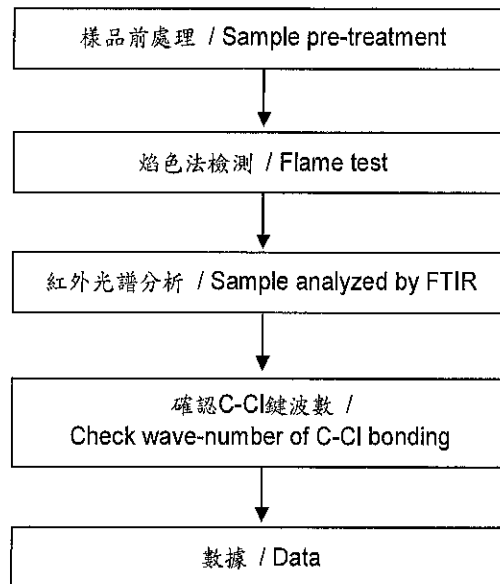 樣品前處理 / Sample pre-treatment
焰色法檢測 / Flame test
紅外光譜分析 / Sample analyzed by FTIR
確認C-Cl鍵波數 /
Check wave-number of C-Cl bonding
數據 / Data